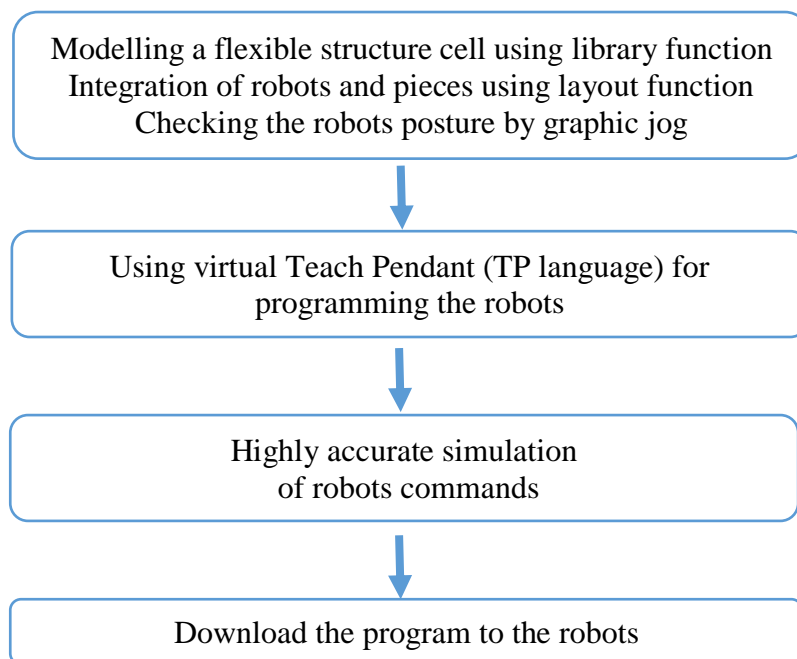 Modelling a flexible structure cell using library function
Integration of robots and pieces using layout function
Checking the robots posture by graphic jog
Using virtual Teach Pendant (TP language) for
programming the robots
Highly accurate simulation
of robots commands
Download the program to the robots